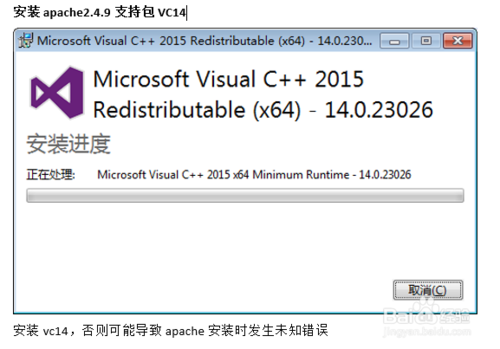 安装 apache2.4.9 支持包 VC14
Microsoft Visual C++ 2015 Redistributable (x64) - 14.0.230...
Microsoft Visual C++ 2015
Redistributable (x64) - 14.0.23026
安装进度
正在处理: Microsoft Visual C++ 2015 x64 Minimum Runtime - 14.0.23026
取消(C)
Baidu 经验
jingyan.baidu.com
安装 vc14，否则可能导致 apache 安装时发生未知错误